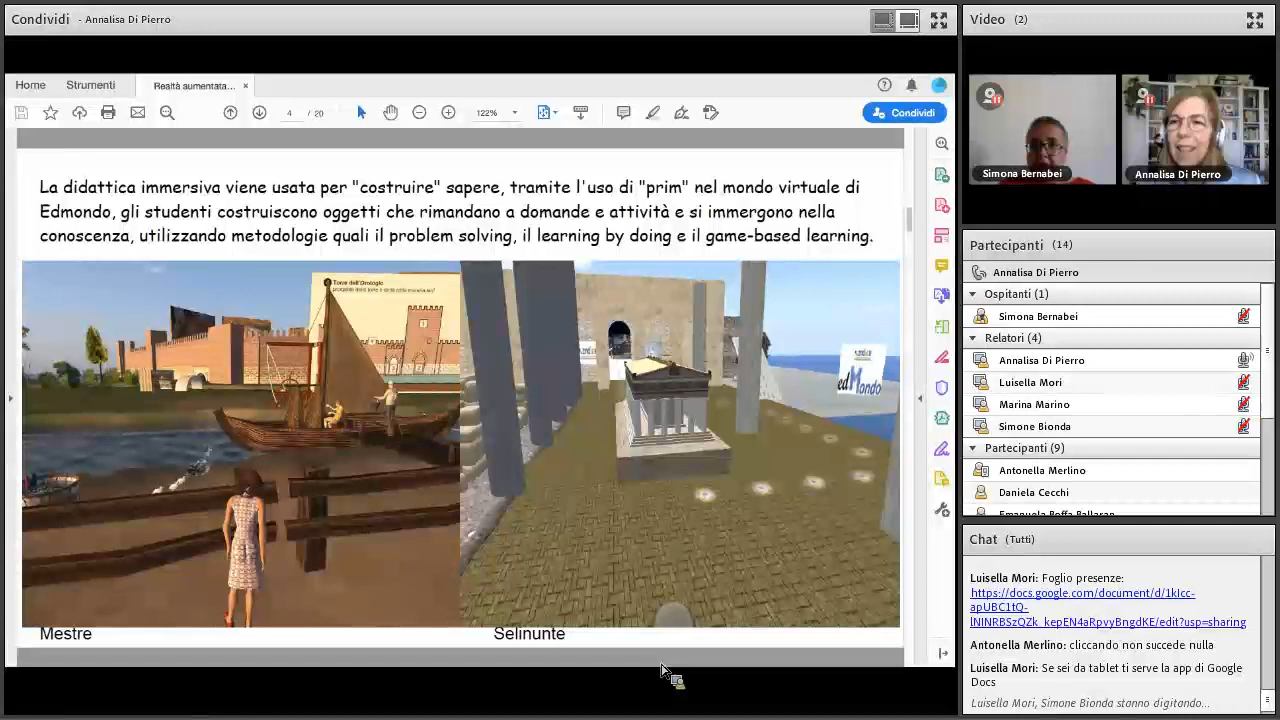 Condividi - Annalisa Di Pierro
Home Strumenti Realtà aumentata... ×
4 / 20 122% Condividi
La didattica immersiva viene usata per "costruire" sapere, tramite l'uso di "prim" nel mondo virtuale di
Edmondo, gli studenti costruiscono oggetti che rimandano a domande e attività e si immergono nella
conoscenza, utilizzando metodologie quali il problem solving, il learning by doing e il game-based learning.
Torre dell'Orologio
edMondo
Mestre
Selinunte
Video (2)
Simona Bernabei
Annalisa Di Pierro
Partecipanti (14)
Annalisa Di Pierro
Ospitanti (1)
Simona Bernabei
Relatori (4)
Annalisa Di Pierro
Luisella Mori
Marina Marino
Simone Bionda
Partecipanti (9)
Antonella Merlino
Daniela Cecchi
Chat (Tutti)
Luisella Mori: Foglio presenze:
https://docs.google.com/document/d/1kIcc-
apUBC1tQ-
lNINRBSzQZk_kepEN4aRpvyBngdKE/edit?usp=sharing
Antonella Merlino: cliccando non succede nulla
Luisella Mori: Se sei da tablet ti serve la app di Google
Docs
Luisella Mori, Simone Bionda stanno digitando...